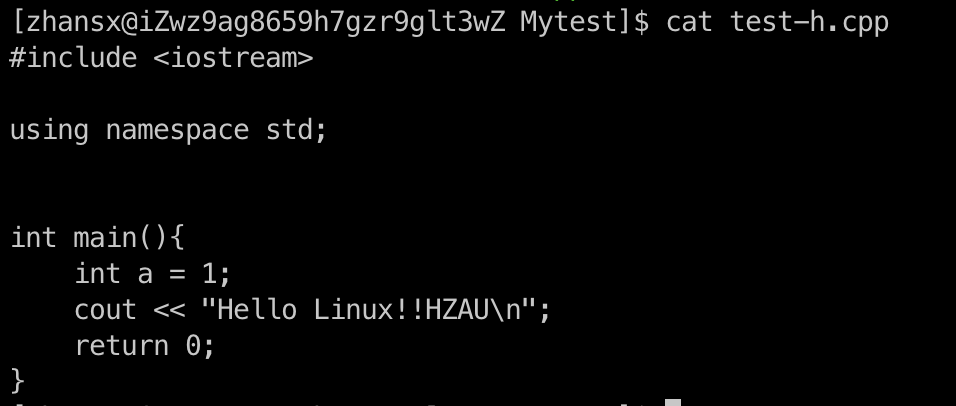 [zhansx@iZwz9ag8659h7gzr9glt3wZ Mytest]$ cat test-h.cpp
#include <iostream>
using namespace std;
int main(){
    int a = 1;
    cout << "Hello Linux!!HZAU\n";
    return 0;
}